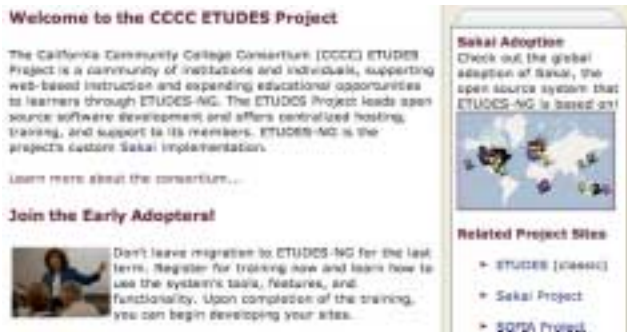 Welcome to the CCCC ETUDES Project
The California Community College Consortium (CCCC) ETUDES
Project is a community of institutions and individuals, supporting
web-based instruction and expending educational opportunities
to learners through ETUDES-NG. The ETUDES Project leads open
source software development and offers centralized hosting,
training, and support to its members. ETUDES-NG is the
project's custom Sakai implementation.
Learn more about the consortium...
Join the Early Adopters!
Don't leave migration to ETUDES-NG for the last
term. Register for training now and learn how to
use the system's tools, features, and
functionality. Upon completion of the training,
you can begin developing your sites.
Sakai Adoption
Check out the global
adoption of Sakai, the
open source system that
ETUDES-NG is based on!
Related Project Sites
ETUDES (classic)
Sakai Project
SOFIA Project